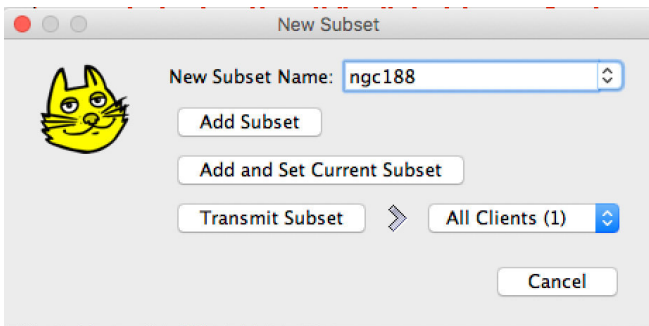 New Subset
New Subset Name: ngc188
Add Subset
Add and Set Current Subset
Transmit Subset All Clients (1)
Cancel